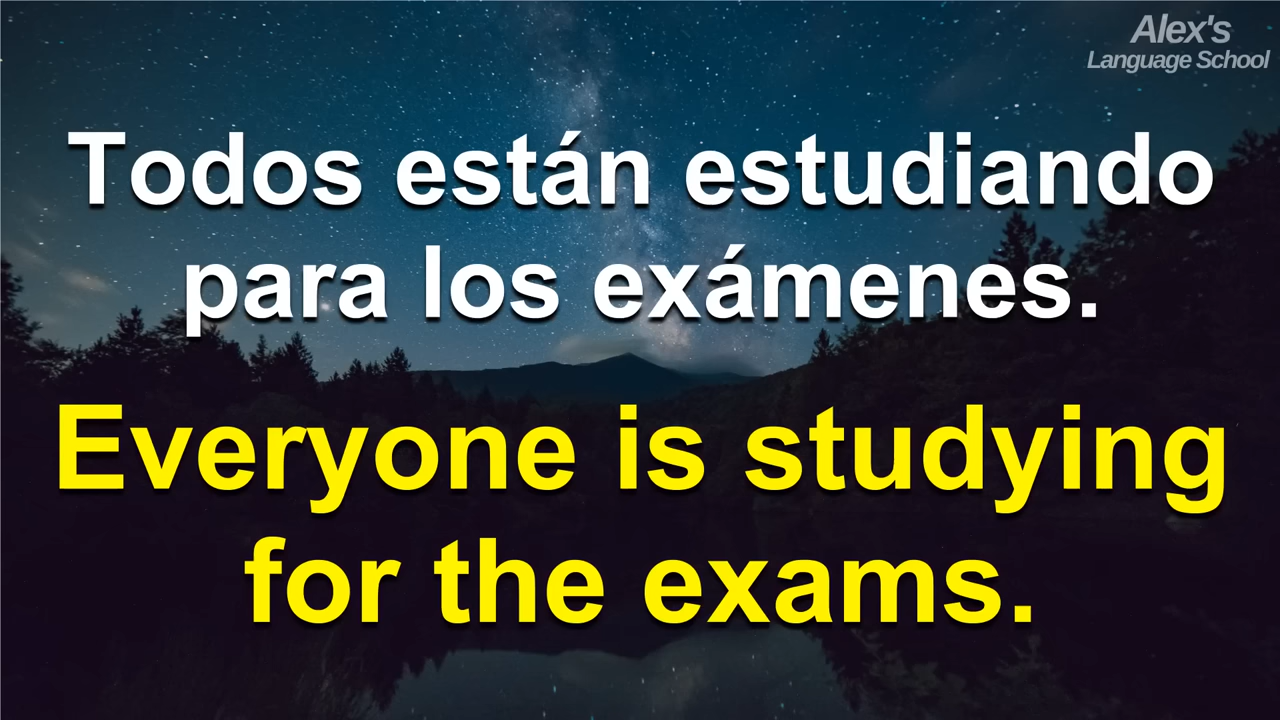 Alex's
Language School
Todos están estudiando
para los exámenes.
Everyone is studying
for the exams.